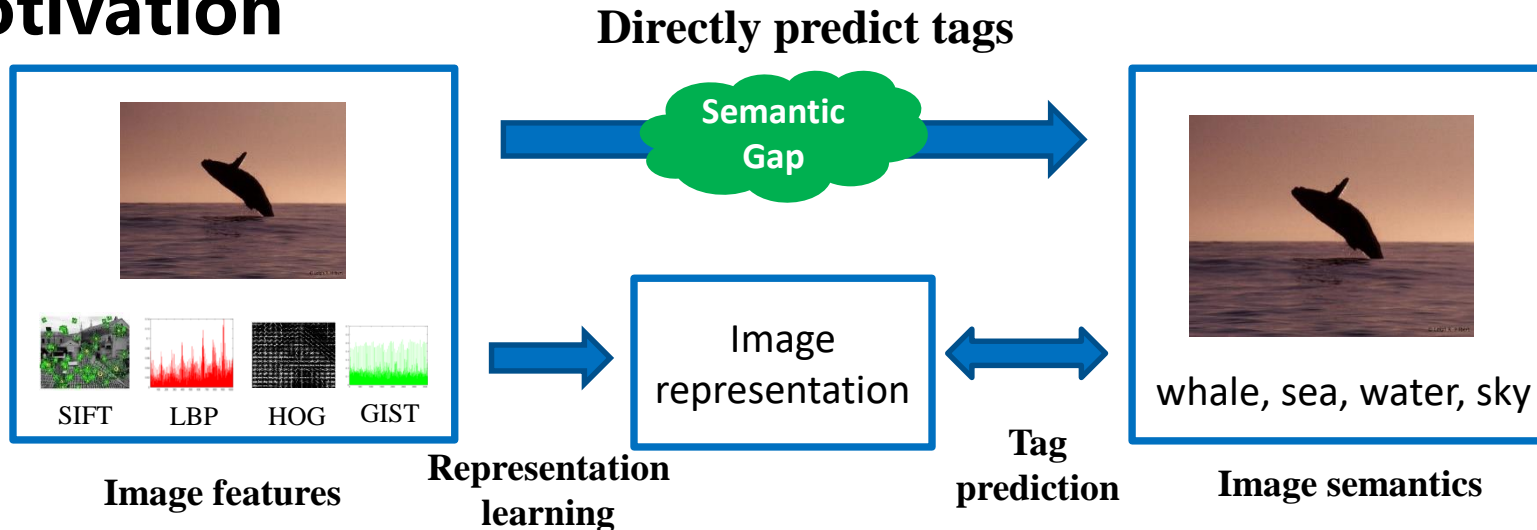 otivation
Directly predict tags
Semantic
Gap
SIFT
LBP
HOG
GIST
Image
representation
whale, sea, water, sky
Image features
Representation
learning
Tag
prediction
Image semantics